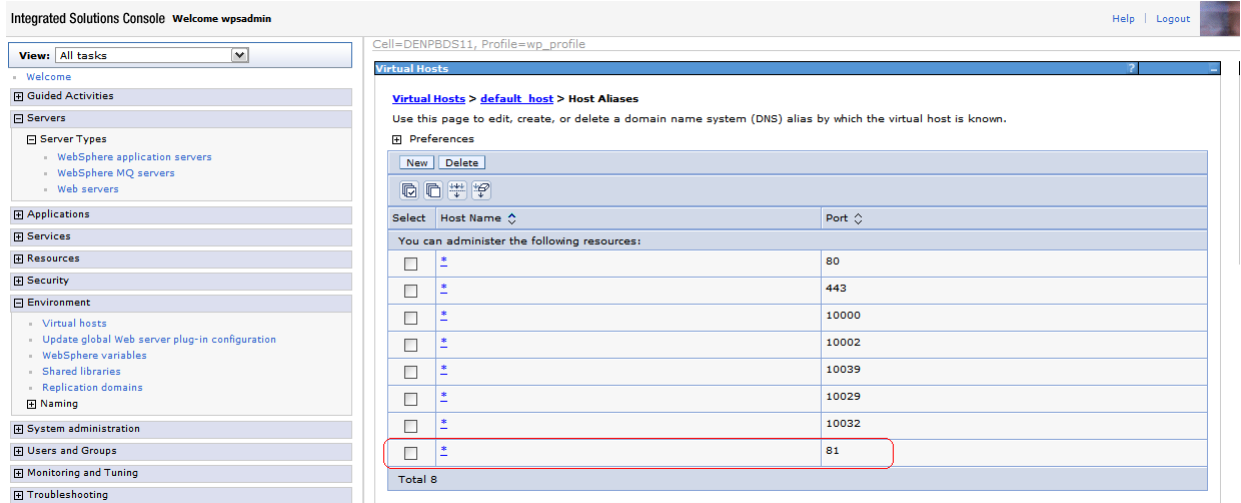 Integrated Solutions Console Welcome wpsadmin
Help | Logout
View: All tasks
Welcome
Guided Activities
Servers
Server Types
WebSphere application servers
WebSphere MQ servers
Web servers
Applications
Services
Resources
Security
Environment
Virtual hosts
Update global Web server plug-in configuration
WebSphere variables
Shared libraries
Replication domains
Naming
System administration
Users and Groups
Monitoring and Tuning
Troubleshooting
Cell=DENPBDS11, Profile=wp_profile
Virtual Hosts ? -
Virtual Hosts > default_host > Host Aliases
Use this page to edit, create, or delete a domain name system (DNS) alias by which the virtual host is known.
Preferences
New Delete
Select Host Name Port
You can administer the following resources:
* 80
* 443
* 10000
* 10002
* 10039
* 10029
* 10032
* 81
Total 8